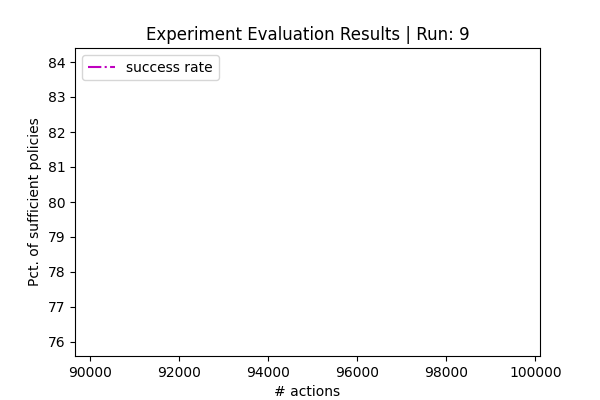 Experiment Evaluation Results | Run: 9
success rate
Pct. of sufficient policies
84
83
82
81
80
79
78
77
76
90000 92000 94000 96000 98000 100000
# actions